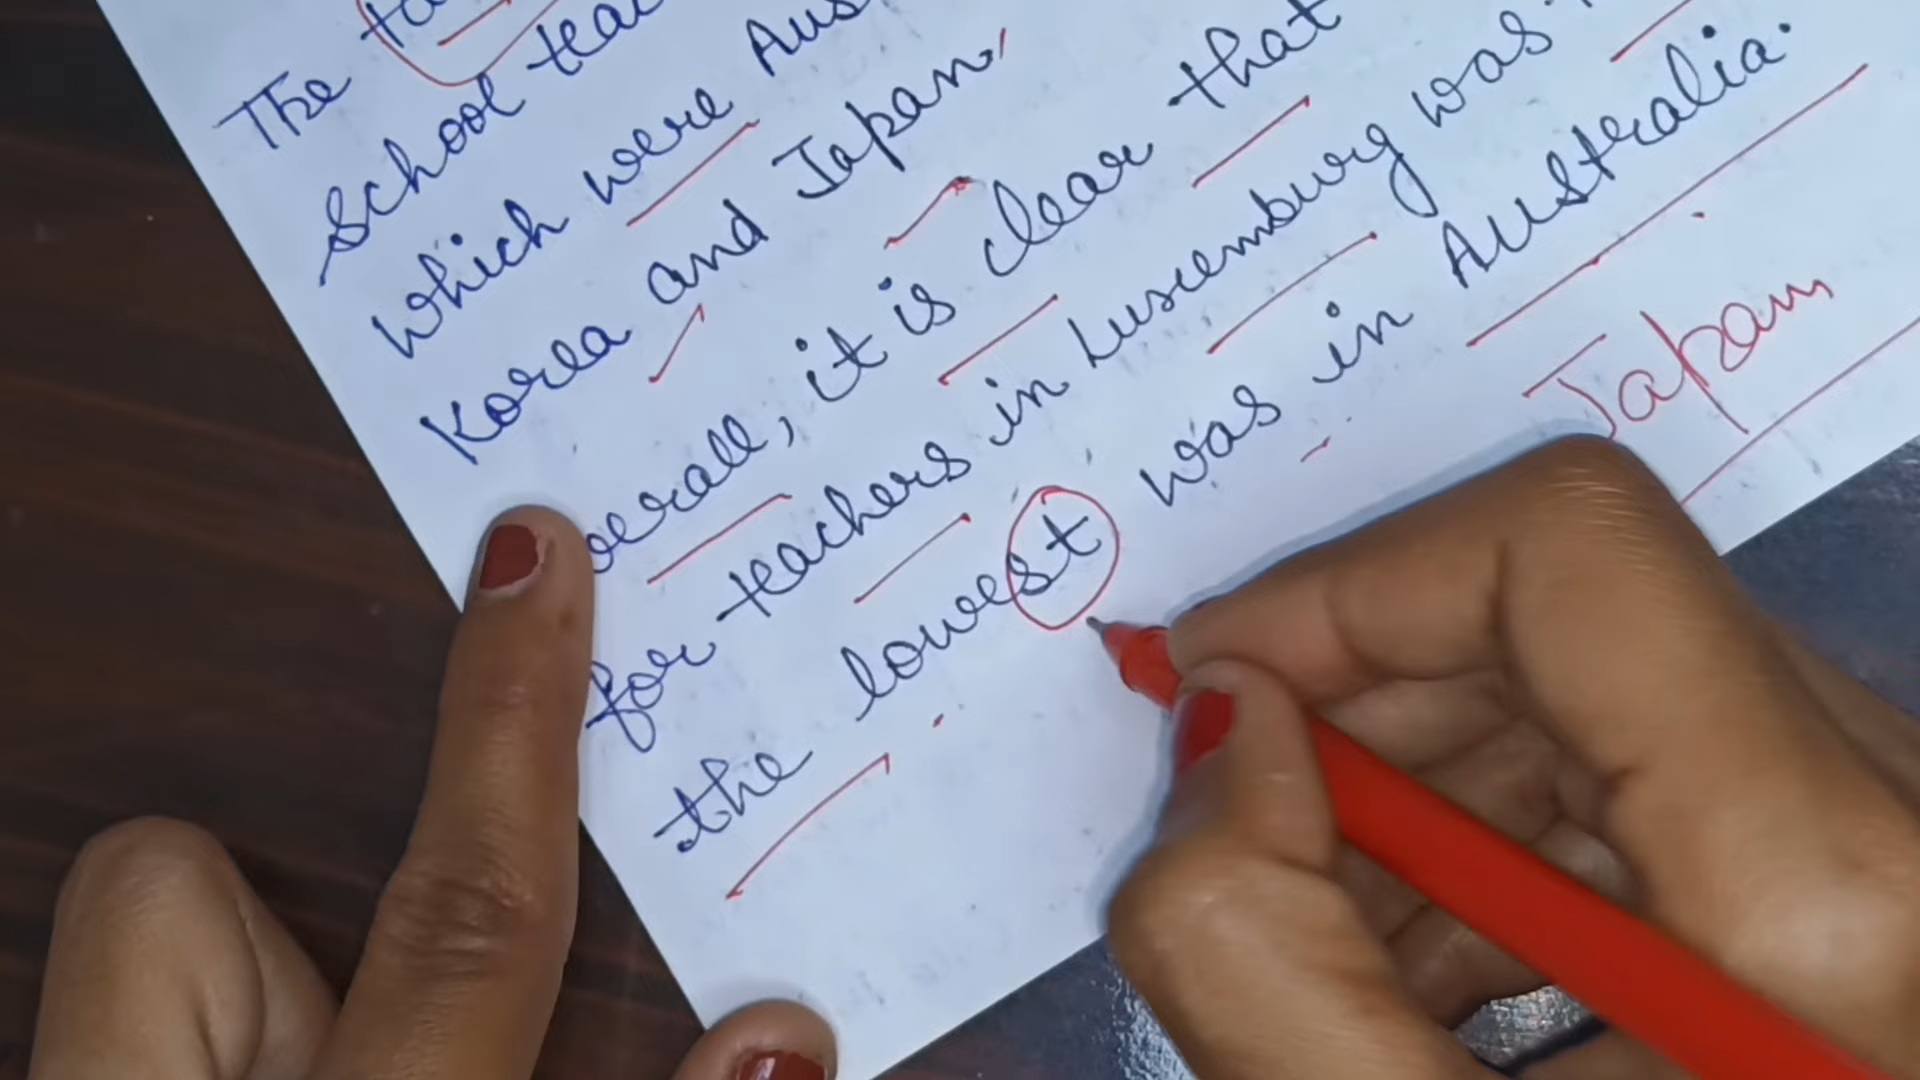 The
school
which were Aus
Korea and Japan.
overall, it is clear that
for teachers in Luxemburg was
the lowest was in Australia.
Japan